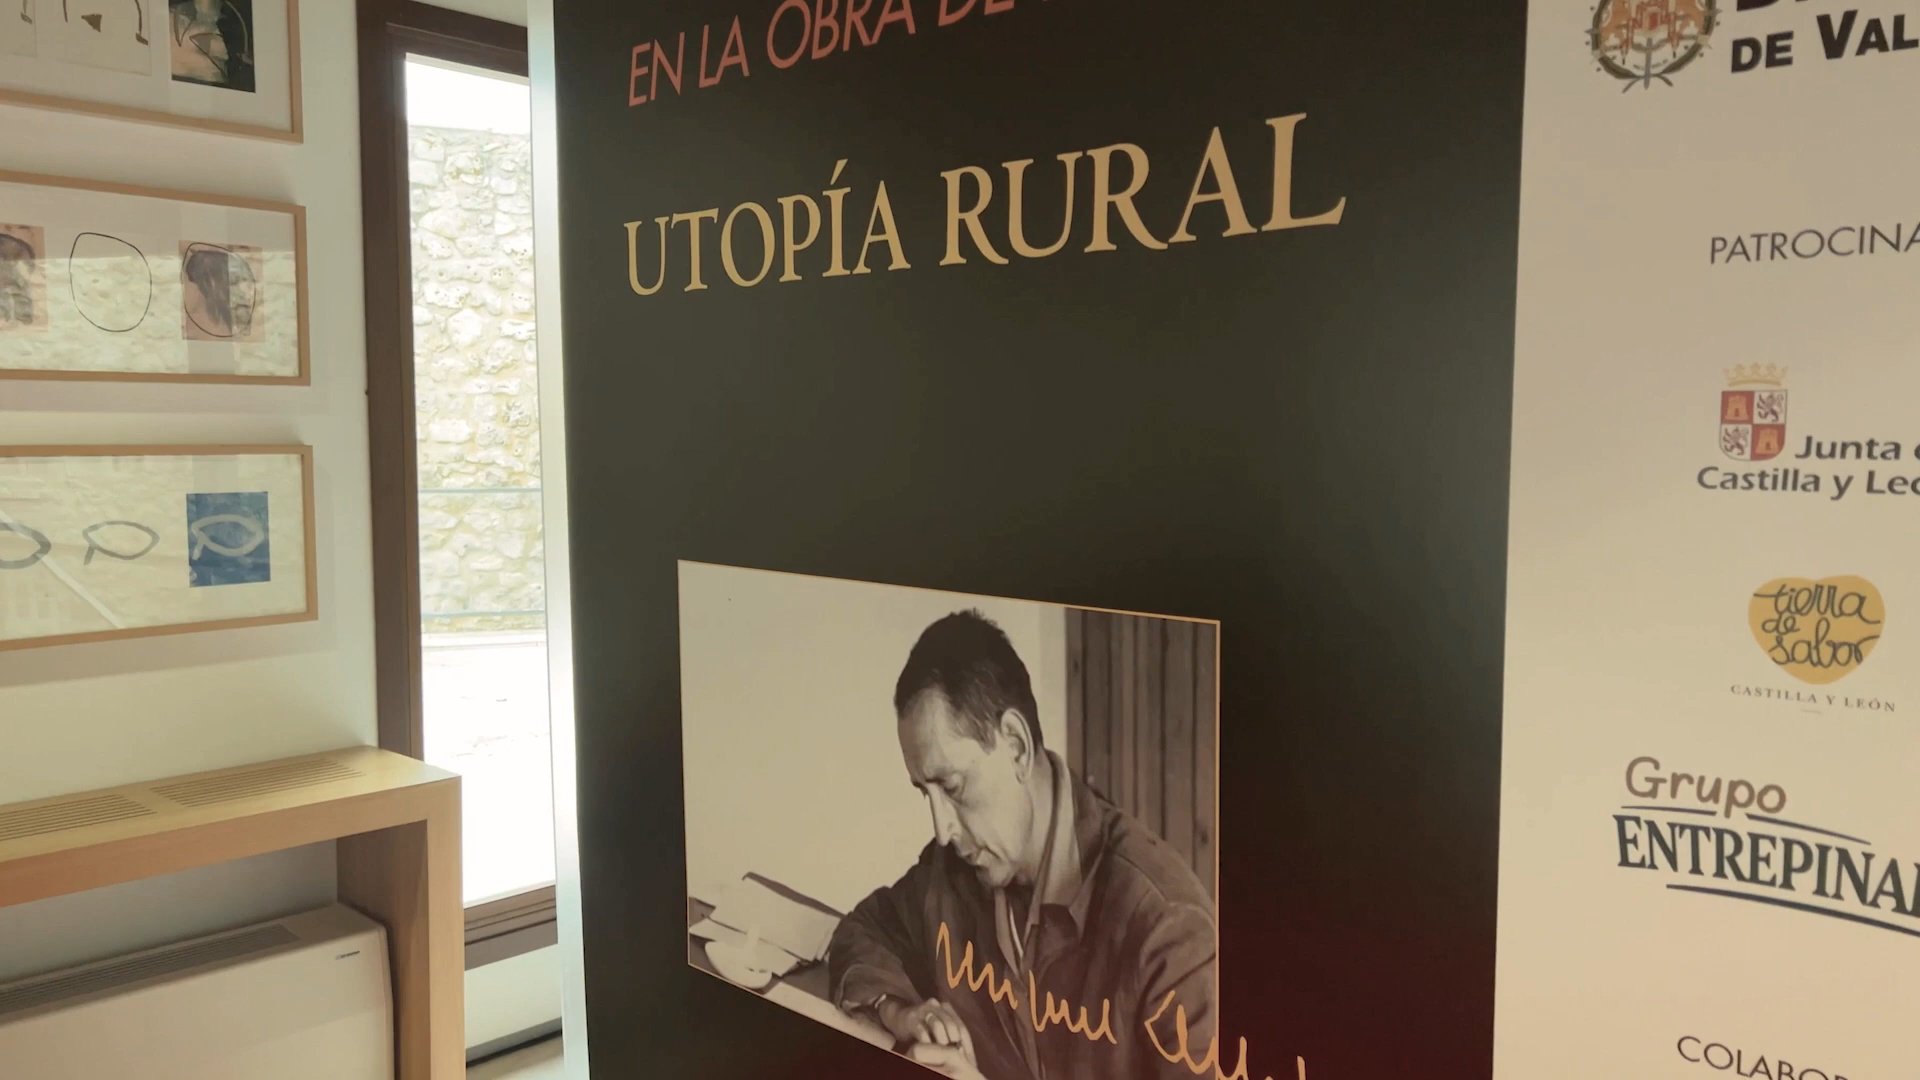 EN LA OBRA DE
UTOPÍA RURAL
DE VAL
PATROCINA
Junta
Castilla y Leó
tierra
de
sabor
CASTILLA Y LEÓN
Grupo
ENTREPINAR
COLABOR